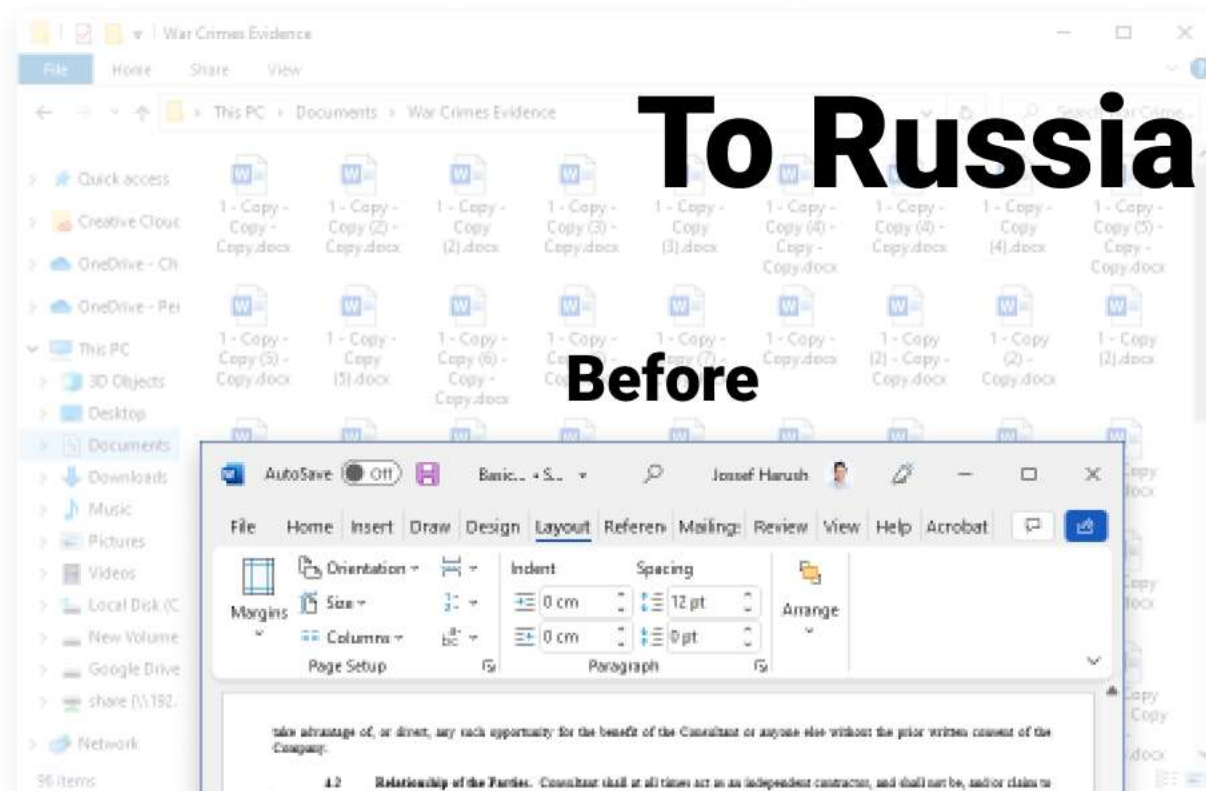 War Crimes Evidence
File Home Share View
This PC › Documents › War Crimes Evidence
To Russia
Quick access
Creative Cloud
OneDrive - Ch
OneDrive - Per
This PC
3D Objects
Desktop
Documents
Downloads
Music
Pictures
Videos
Local Disk (C
New Volume
Google Drive
share (\\192.
Network
96 items
1 - Copy - 1 - Copy - 1 - Copy - 1 - Copy - 1 - Copy - 1 - Copy - 1 - Copy - 1 - Copy - 1 - Copy -
Copy - Copy (2) - Copy Copy (3) - Copy Copy (4) - Copy (4) - Copy Copy (5) -
Copy.docx Copy.docx (2).docx Copy.docx (3).docx Copy - Copy.docx (4).docx Copy -
Copy.docx Copy.docx
1 - Copy - 1 - Copy - 1 - Copy - 1 - Copy - 1 - Copy - 1 - Copy - 1 - Copy 1 - Copy
Copy (5) - Copy Copy (6) - Copy (7) - Copy.docx (2) - Copy - (2) - (2).docx
Copy.docx (5).docx Copy - Copy.docx Copy.docx
Copy.docx
Before
AutoSave Off Basic... • S... Jossef Harush
File Home Insert Draw Design Layout Referen Mailings Review View Help Acrobat
Orientation Indent Spacing
Margins Size 0 cm 12 pt Arrange
Columns 0 cm 0 pt
Page Setup Paragraph
take advantage of, or direct, any such opportunity for the benefit of the Consultant or anyone else without the prior written consent of the
Company.
4.2 Relationship of the Parties. Consultant shall at all times act as an independent contractor, and shall not be, and/or claim to